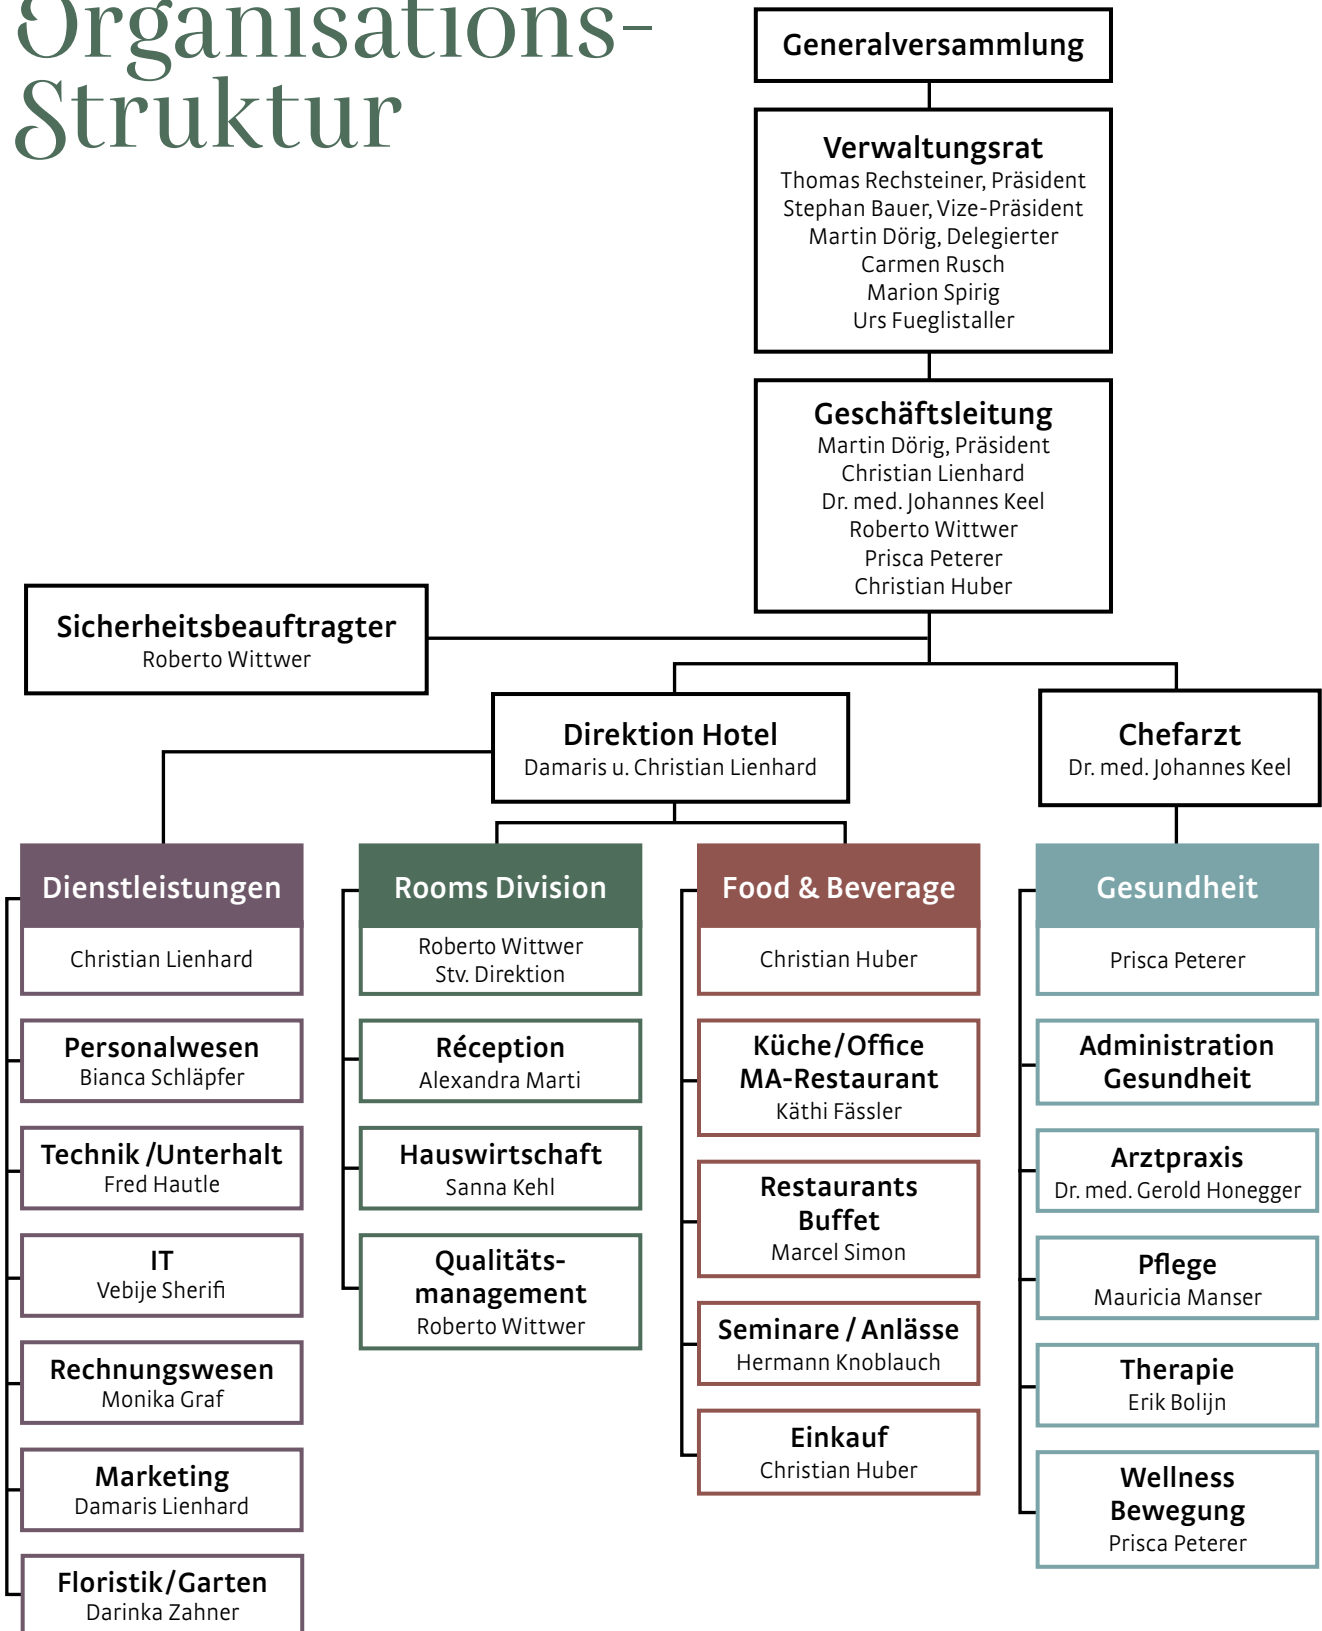 Organisations-
Struktur
Generalversammlung
Verwaltungsrat
Thomas Rechsteiner, Präsident
Stephan Bauer, Vize-Präsident
Martin Dörig, Delegierter
Carmen Rusch
Marion Spirig
Urs Fueglistaller
Geschäftsleitung
Martin Dörig, Präsident
Christian Lienhard
Dr. med. Johannes Keel
Roberto Wittwer
Prisca Peterer
Christian Huber
Sicherheitsbeauftragter
Roberto Wittwer
Direktion Hotel
Damaris u. Christian Lienhard
Chefarzt
Dr. med. Johannes Keel
Dienstleistungen
Christian Lienhard
Personalwesen
Bianca Schläpfer
Technik /Unterhalt
Fred Hautle
IT
Vebije Sherifi
Rechnungswesen
Monika Graf
Marketing
Damaris Lienhard
Floristik/Garten
Darinka Zahner
Rooms Division
Roberto Wittwer
Stv. Direktion
Réception
Alexandra Marti
Hauswirtschaft
Sanna Kehl
Qualitäts-
management
Roberto Wittwer
Food & Beverage
Christian Huber
Küche/Office
MA-Restaurant
Käthi Fässler
Restaurants
Buffet
Marcel Simon
Seminare / Anlässe
Hermann Knoblauch
Einkauf
Christian Huber
Gesundheit
Prisca Peterer
Administration
Gesundheit
Arztpraxis
Dr. med. Gerold Honegger
Pflege
Mauricia Manser
Therapie
Erik Bolijn
Wellness
Bewegung
Prisca Peterer